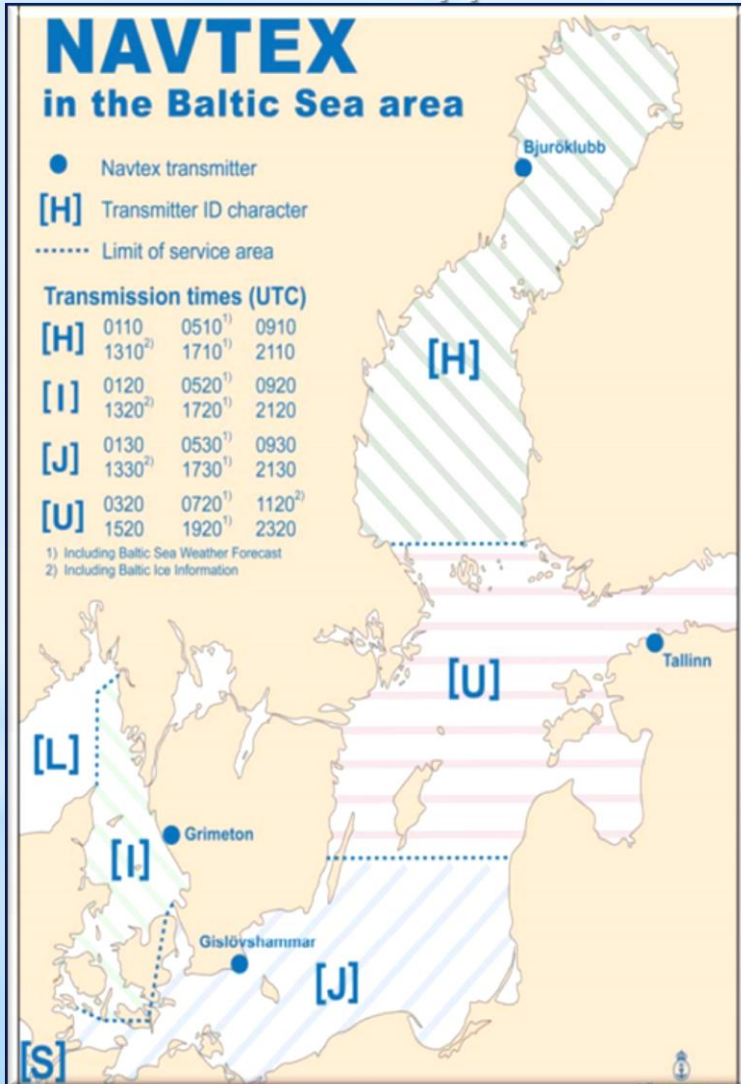 NAVTEX
in the Baltic Sea area
Navtex transmitter
[H] Transmitter ID character
Limit of service area
Transmission times (UTC)
[H] 0110 0510¹⁾ 0910
1310²⁾ 1710¹⁾ 2110
[I] 0120 0520¹⁾ 0920
1320²⁾ 1720¹⁾ 2120
[J] 0130 0530¹⁾ 0930
1330²⁾ 1730¹⁾ 2130
[U] 0320 0720¹⁾ 1120²⁾
1520 1920¹⁾ 2320
1) Including Baltic Sea Weather Forecast
2) Including Baltic Ice Information
Bjuröklubb
[H]
Tallinn
[U]
[L]
Grimeton
[I]
Gislövshammar
[J]
[S]